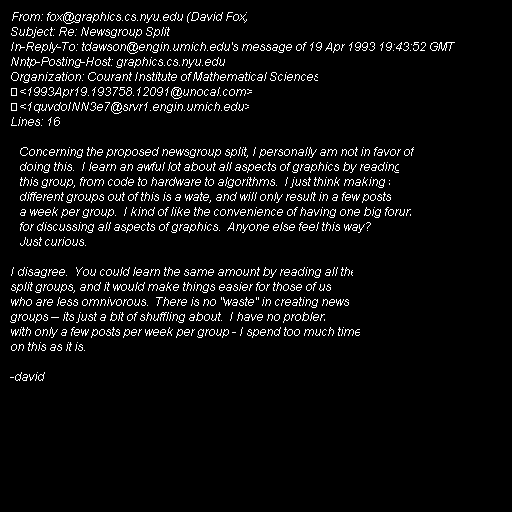 From: fox@graphics.cs.nyu.edu (David Fox)
Subject: Re: Newsgroup Split
In-Reply-To: tdawson@engin.umich.edu's message of 19 Apr 1993 19:43:52 GMT
Nntp-Posting-Host: graphics.cs.nyu.edu
Organization: Courant Institute of Mathematical Sciences
<1993Apr19.193758.12091@unocal.com>
<1quvdoINN3e7@srvr1.engin.umich.edu>
Lines: 16
Concerning the proposed newsgroup split, I personally am not in favor of
doing this. I learn an awful lot about all aspects of graphics by reading
this group, from code to hardware to algorithms. I just think making
different groups out of this is a wate, and will only result in a few posts
a week per group. I kind of like the convenience of having one big forum
for discussing all aspects of graphics. Anyone else feel this way?
Just curious.
I disagree. You could learn the same amount by reading all the
split groups, and it would make things easier for those of us
who are less omnivorous. There is no "waste" in creating news
groups -- its just a bit of shuffling about. I have no problem
with only a few posts per week per group - I spend too much time
on this as it is.
-david